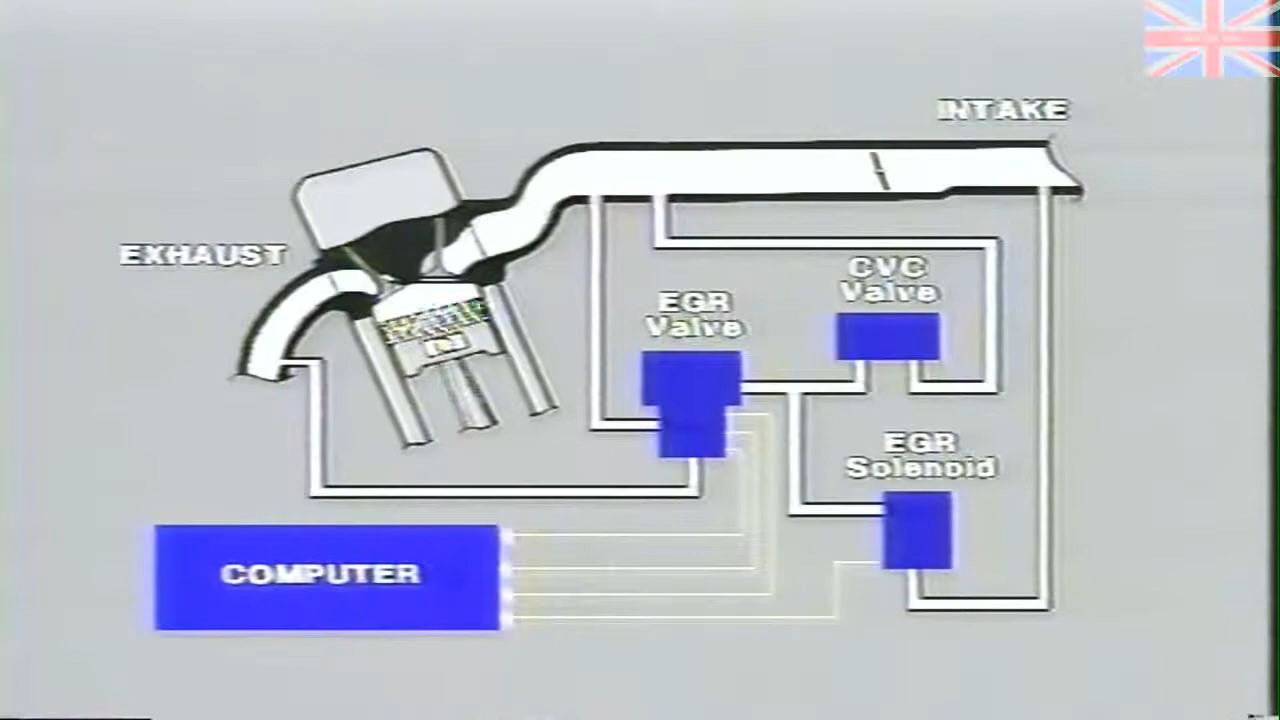 INTAKE
EXHAUST
CVC
Valve
EGR
Valve
EGR
Solenoid
COMPUTER